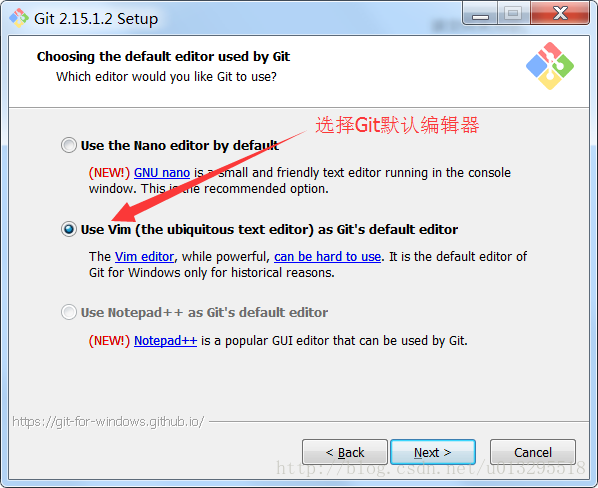 Git 2.15.1.2 Setup
Choosing the default editor used by Git
Which editor would you like Git to use?
选择Git默认编辑器
Use the Nano editor by default
(NEW!) GNU nano is a small and friendly text editor running in the console
window. This is the recommended option.
Use Vim (the ubiquitous text editor) as Git's default editor
The Vim editor, while powerful, can be hard to use. It is the default editor of
Git for Windows only for historical reasons.
Use Notepad++ as Git's default editor
(NEW!) Notepad++ is a popular GUI editor that can be used by Git.
https://git-for-windows.github.io/
< Back
Next >
Cancel
http://blog.csdn.net/u013295518